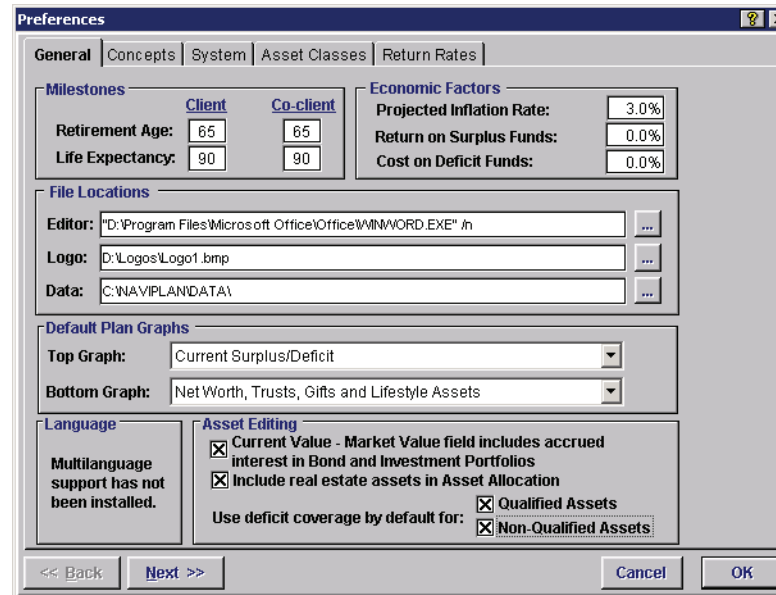 Preferences
General Concepts System Asset Classes Return Rates
Milestones
Client Co-client
Retirement Age: 65 65
Life Expectancy: 90 90
Economic Factors
Projected Inflation Rate: 3.0%
Return on Surplus Funds: 0.0%
Cost on Deficit Funds: 0.0%
File Locations
Editor: "D:\Program Files\Microsoft Office\Office\WINWORD.EXE" /n ...
Logo: D:\Logos\Logo1.bmp ...
Data: C:\NAVIPLAN\DATA\ ...
Default Plan Graphs
Top Graph: Current Surplus/Deficit
Bottom Graph: Net Worth, Trusts, Gifts and Lifestyle Assets
Language
Multilanguage
support has not
been installed.
Asset Editing
Current Value - Market Value field includes accrued
interest in Bond and Investment Portfolios
Include real estate assets in Asset Allocation
Use deficit coverage by default for: Qualified Assets
Non-Qualified Assets
<< Back Next >> Cancel OK